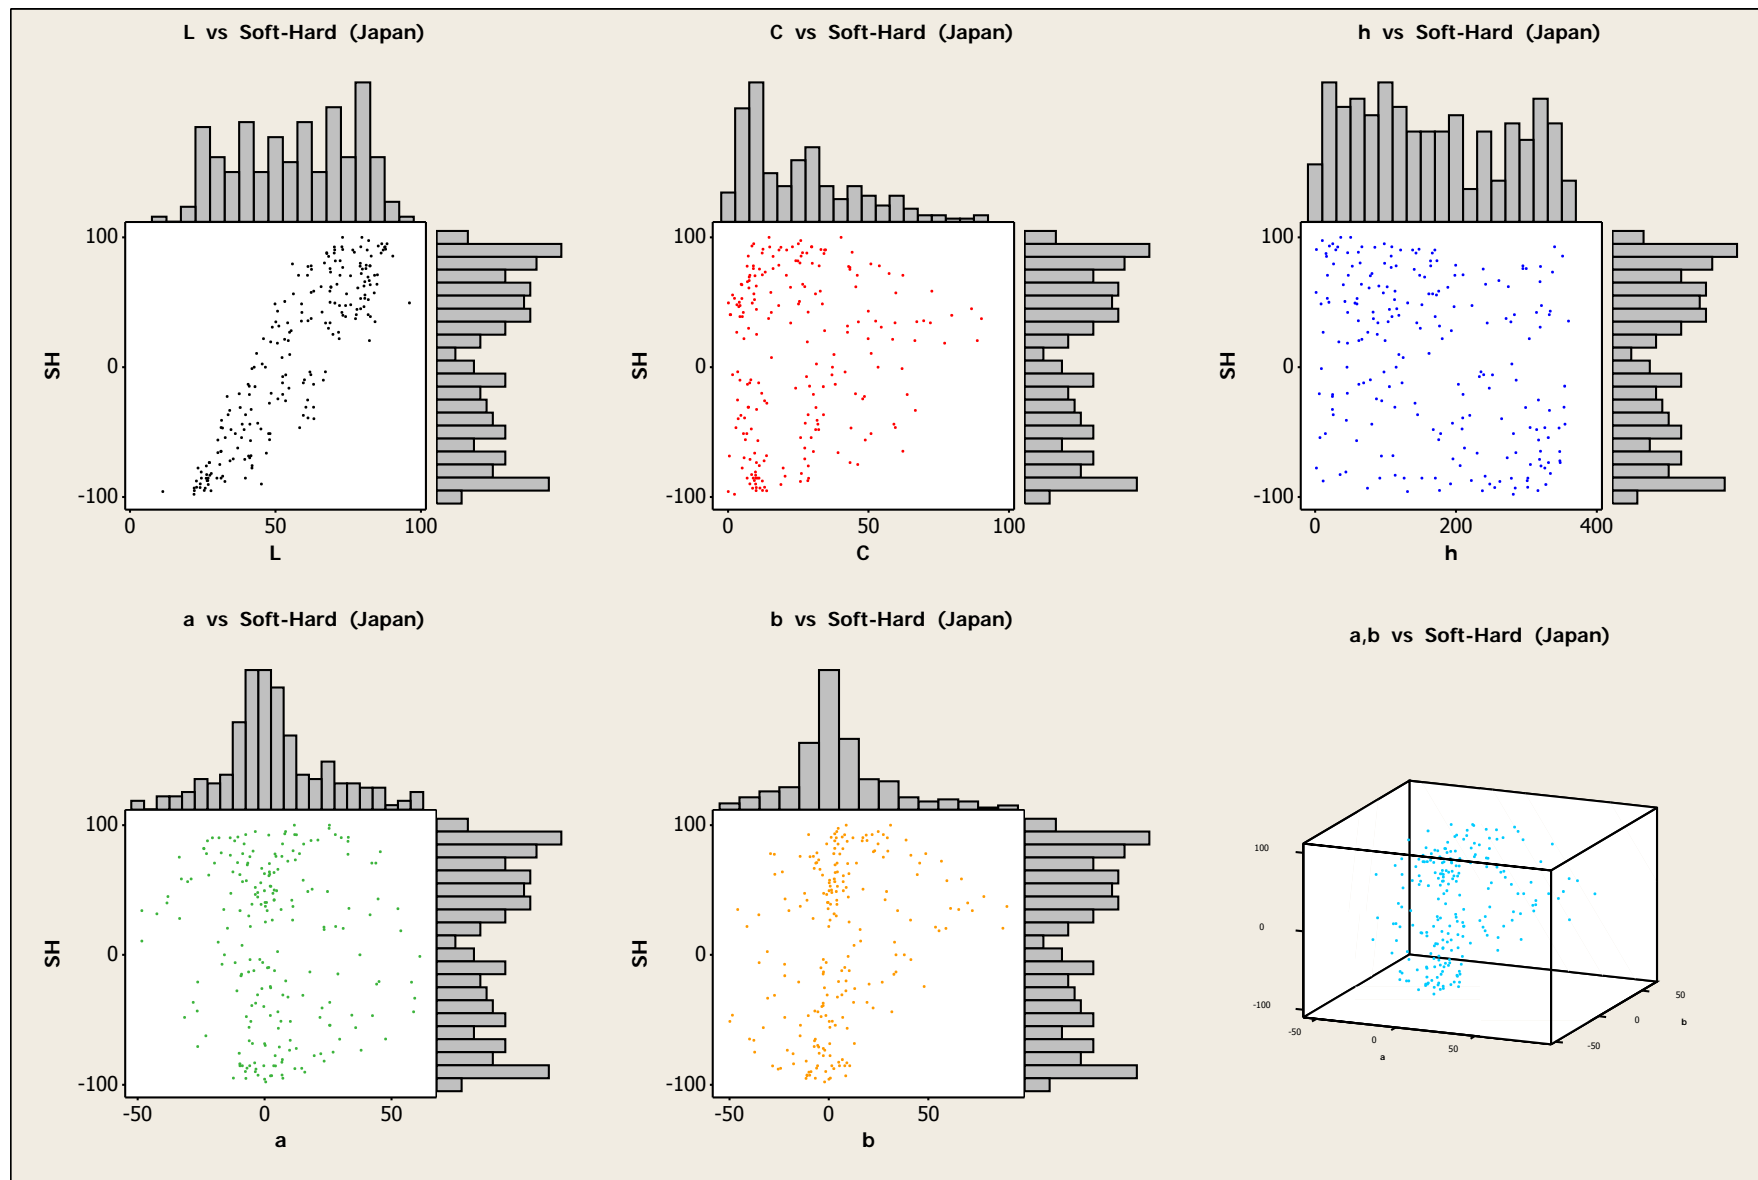 L vs Soft-Hard (Japan)
C vs Soft-Hard (Japan)
h vs Soft-Hard (Japan)
100
0
-100
SH
0
50
100
L
100
0
-100
SH
0
50
100
C
100
0
-100
SH
0
200
400
h
a vs Soft-Hard (Japan)
b vs Soft-Hard (Japan)
a,b vs Soft-Hard (Japan)
100
0
-100
SH
-50
0
50
a
100
0
-100
SH
-50
0
50
b
100
0
-100
-50
0
50
a
-50
0
50
b